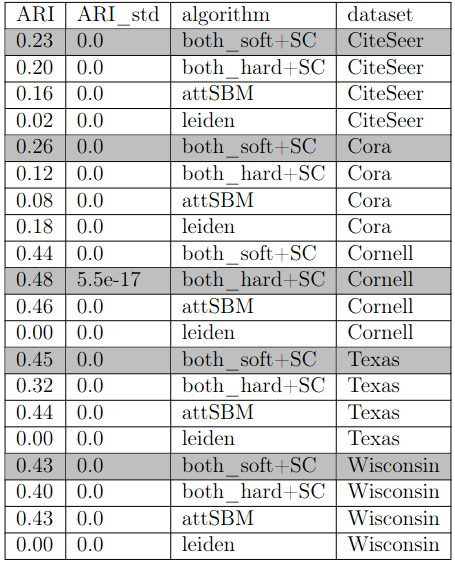 ARI ARI_std algorithm dataset
0.23 0.0 both_soft+SC CiteSeer
0.20 0.0 both_hard+SC CiteSeer
0.16 0.0 attSBM CiteSeer
0.02 0.0 leiden CiteSeer
0.26 0.0 both_soft+SC Cora
0.12 0.0 both_hard+SC Cora
0.08 0.0 attSBM Cora
0.18 0.0 leiden Cora
0.44 0.0 both_soft+SC Cornell
0.48 5.5e-17 both_hard+SC Cornell
0.46 0.0 attSBM Cornell
0.00 0.0 leiden Cornell
0.45 0.0 both_soft+SC Texas
0.32 0.0 both_hard+SC Texas
0.44 0.0 attSBM Texas
0.00 0.0 leiden Texas
0.43 0.0 both_soft+SC Wisconsin
0.40 0.0 both_hard+SC Wisconsin
0.43 0.0 attSBM Wisconsin
0.00 0.0 leiden Wisconsin